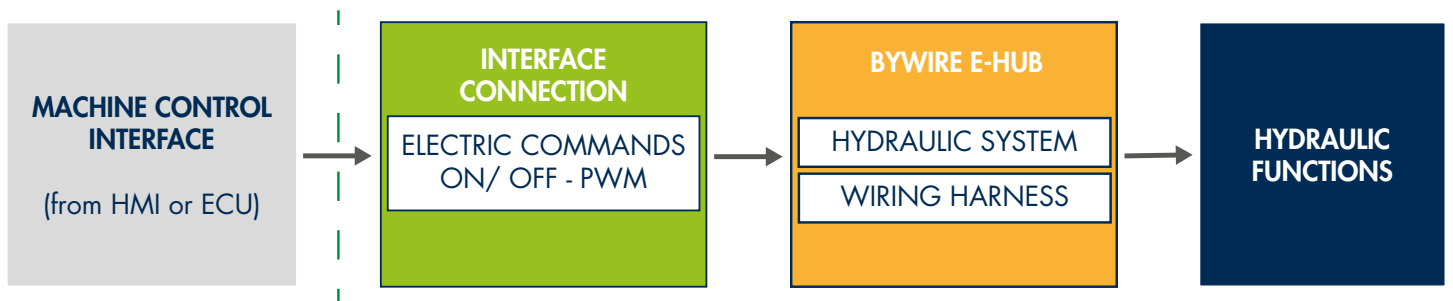 MACHINE CONTROL
INTERFACE
(from HMI or ECU)
INTERFACE
CONNECTION
ELECTRIC COMMANDS
ON/ OFF - PWM
BYWIRE E-HUB
HYDRAULIC SYSTEM
WIRING HARNESS
HYDRAULIC
FUNCTIONS